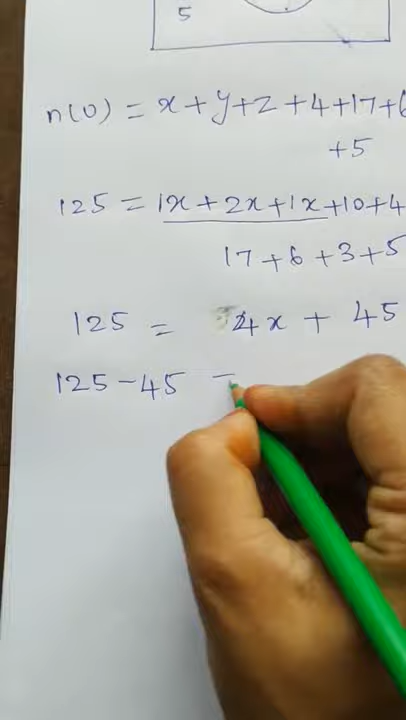 5
n(U) = x + y + z + 4 + 17 + 6
+ 5
125 = 1x + 2x + 1x + 10 + 4
17 + 6 + 3 + 5
125 = 4x + 45
125 - 45 =